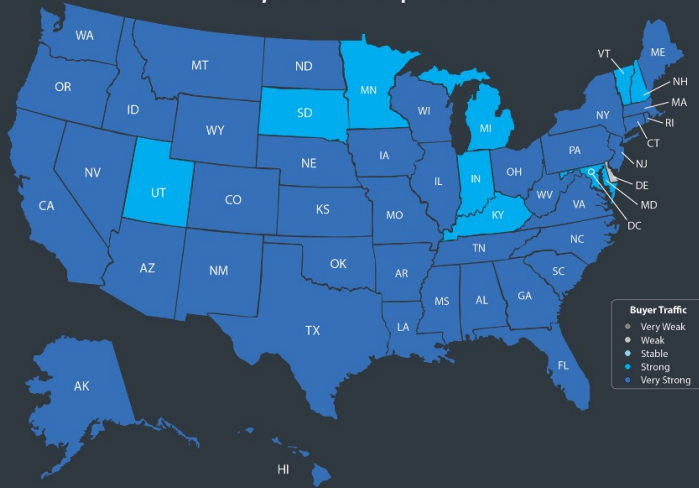 WA
MT
ND
MN
VT
ME
OR
ID
SD
WI
NH
MA
NY
RI
CT
WY
MI
PA
NJ
NV
NE
IA
OH
DE
UT
CO
IL
IN
WV
MD
CA
KS
MO
KY
VA
DC
AZ
NM
OK
AR
TN
NC
SC
TX
LA
MS
AL
GA
FL
AK
HI
Buyer Traffic
Very Weak
Weak
Stable
Strong
Very Strong